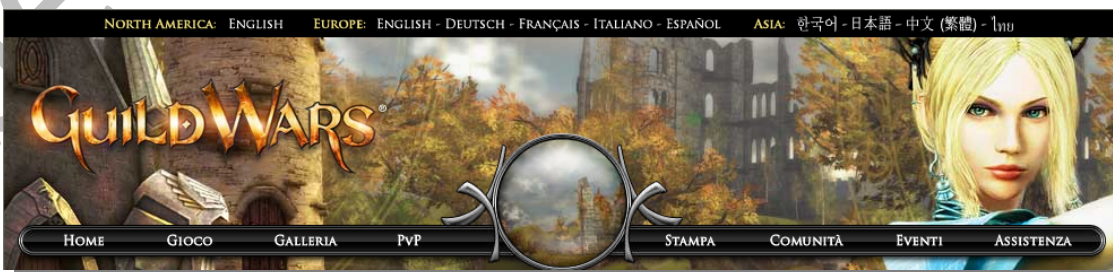 NORTH AMERICA: ENGLISH EUROPE: ENGLISH - DEUTSCH - FRANÇAIS - ITALIANO - ESPAÑOL ASIA: 한국어 - 日本語 - 中文 (繁體) - ไทย
GUILD WARS®
HOME GIOCO GALLERIA PVP STAMPA COMUNITÀ EVENTI ASSISTENZA